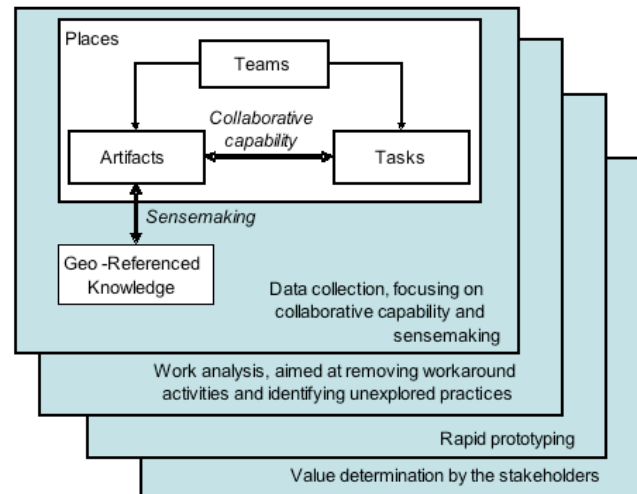 Places
Teams
Collaborative
capability
Artifacts
Tasks
Sensemaking
Geo -Referenced
Knowledge
Data collection, focusing on
collaborative capability and
sensemaking
Work analysis, aimed at removing workaround
activities and identifying unexplored practices
Rapid prototyping
Value determination by the stakeholders